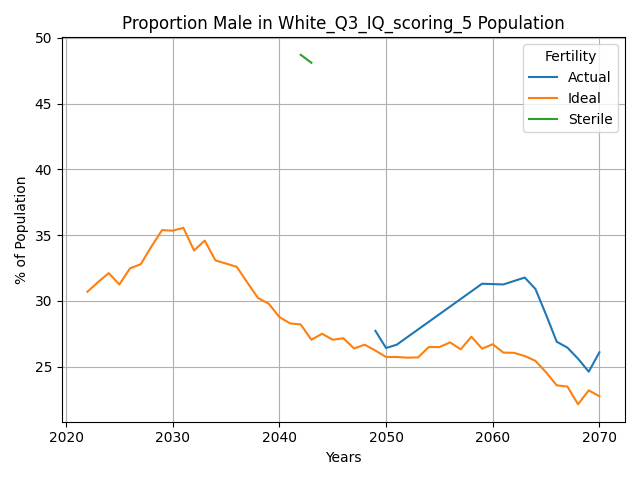 Proportion Male in White_Q3_IQ_scoring_5 Population
50
45
40
35
30
25
% of Population
Fertility
Actual
Ideal
Sterile
2020
2030
2040
2050
2060
2070
Years